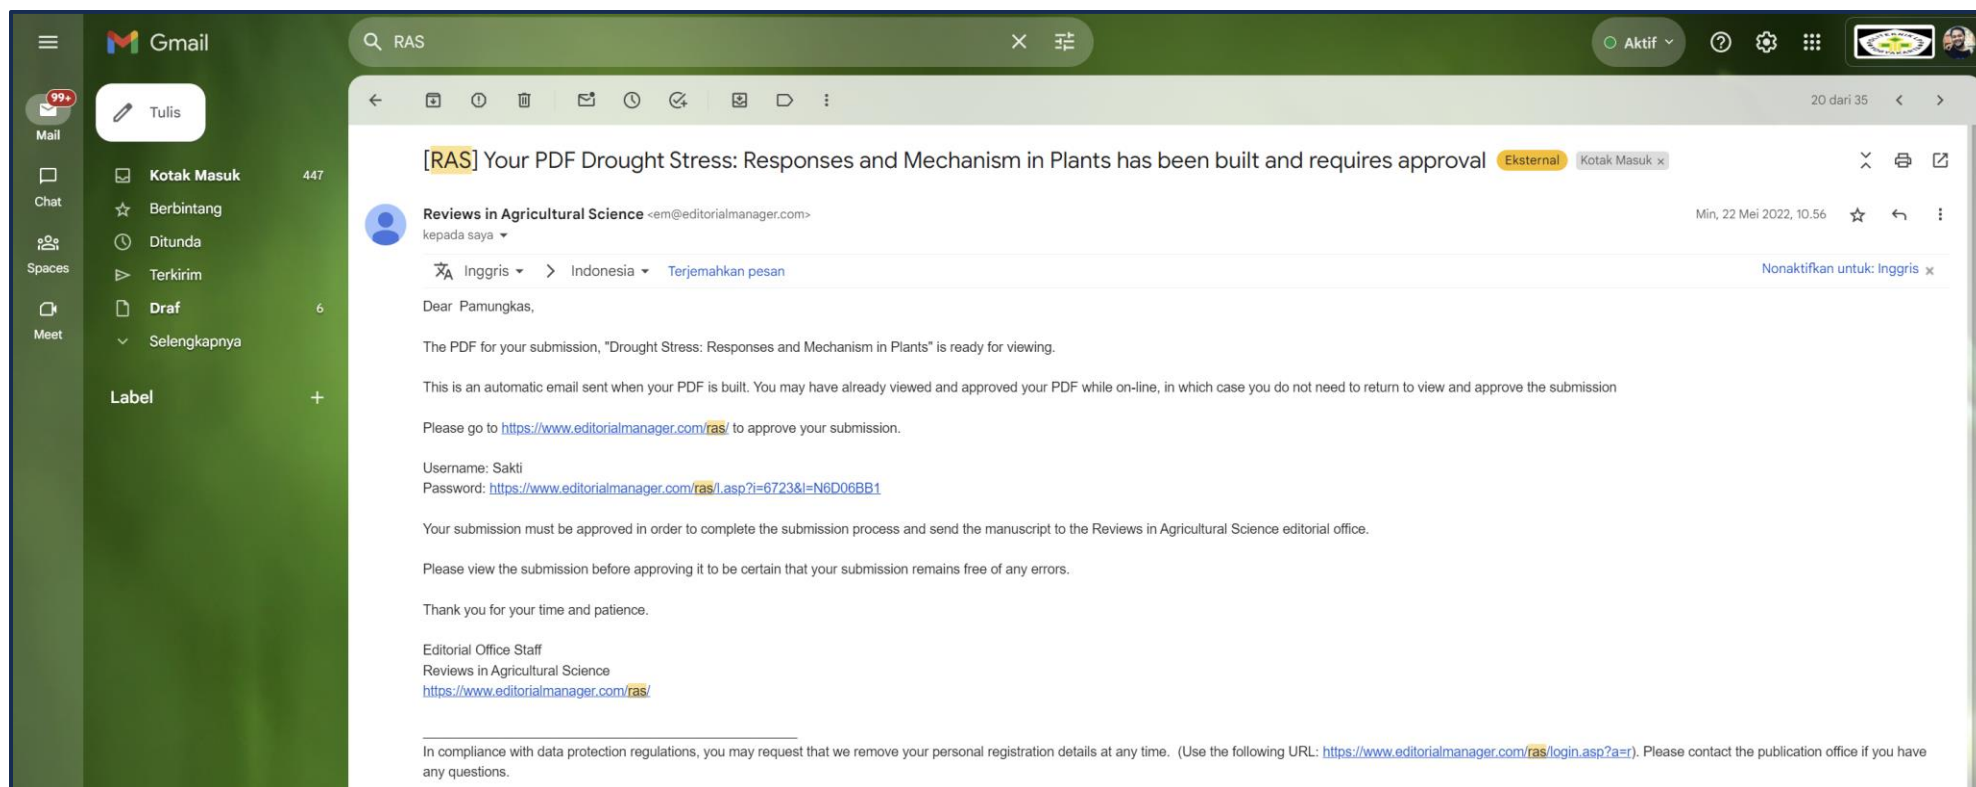 Gmail
RAS
Aktif
99+
Mail
Chat
Spaces
Meet
Tulis
Kotak Masuk 447
Berbintang
Ditunda
Terkirim
Draf 6
Selengkapnya
Label
20 dari 35
[RAS] Your PDF Drought Stress: Responses and Mechanism in Plants has been built and requires approval Eksternal Kotak Masuk x
Reviews in Agricultural Science <em@editorialmanager.com>
Min, 22 Mei 2022, 10.56
kepada saya
Inggris > Indonesia Terjemahkan pesan
Nonaktifkan untuk: Inggris x
Dear Pamungkas,
The PDF for your submission, "Drought Stress: Responses and Mechanism in Plants" is ready for viewing.
This is an automatic email sent when your PDF is built. You may have already viewed and approved your PDF while on-line, in which case you do not need to return to view and approve the submission
Please go to https://www.editorialmanager.com/ras/ to approve your submission.
Username: Sakti
Password: https://www.editorialmanager.com/ras/l.asp?i=6723&l=N6D06BB1
Your submission must be approved in order to complete the submission process and send the manuscript to the Reviews in Agricultural Science editorial office.
Please view the submission before approving it to be certain that your submission remains free of any errors.
Thank you for your time and patience.
Editorial Office Staff
Reviews in Agricultural Science
https://www.editorialmanager.com/ras/
In compliance with data protection regulations, you may request that we remove your personal registration details at any time. (Use the following URL: https://www.editorialmanager.com/ras/login.asp?a=r). Please contact the publication office if you have
any questions.